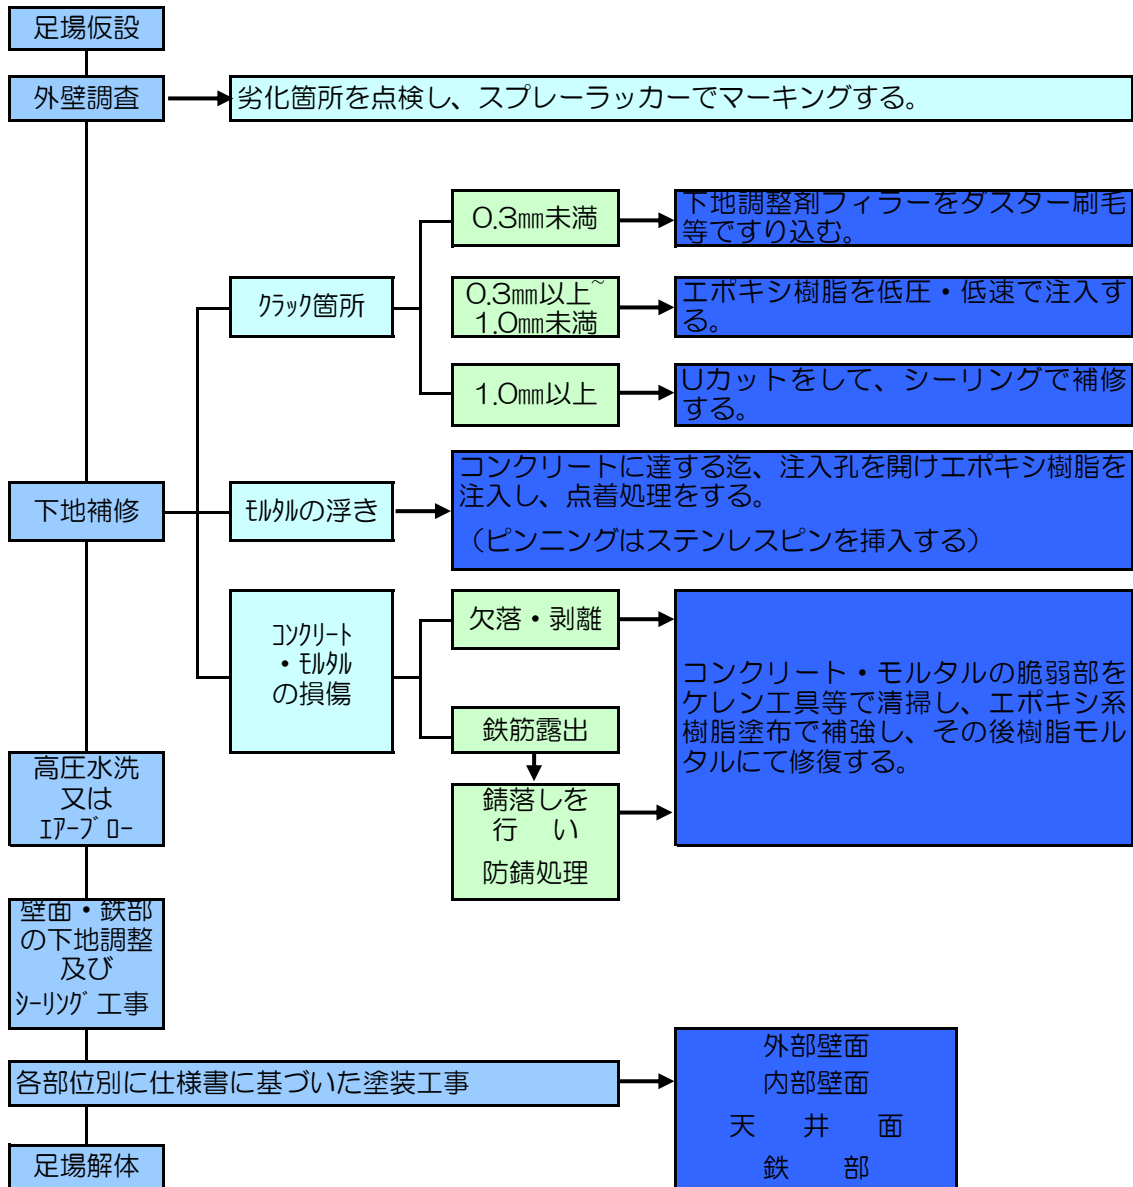 足場仮設
外壁調査
劣化箇所を点検し、スプレーラッカーでマーキングする。
0.3㎜未満
下地調整剤フィラーをダスター刷毛
等ですり込む。
ｸﾗｯｸ箇所
0.3㎜以上~
1.0㎜未満
エポキシ樹脂を低圧・低速で注入す
る。
1.0㎜以上
Uカットをして、シーリングで補修
する。
下地補修
ﾓﾙﾀﾙの浮き
コンクリートに達する迄、注入孔を開けエポキシ樹脂を
注入し、点着処理をする。
（ピンニングはステンレスピンを挿入する）
ｺﾝｸﾘｰﾄ
・ﾓﾙﾀﾙ
の損傷
欠落・剥離
鉄筋露出
錆落しを
行　い
防錆処理
コンクリート・モルタルの脆弱部を
ケレン工具等で清掃し、エポキシ系
樹脂塗布で補強し、その後樹脂モル
タルにて修復する。
高圧水洗
又は
ｴｱｰﾌﾞﾛｰ
壁面・鉄部
の下地調整
及び
ｼｰﾘﾝｸﾞ工事
各部位別に仕様書に基づいた塗装工事
外部壁面
内部壁面
天　井　面
鉄　部
足場解体